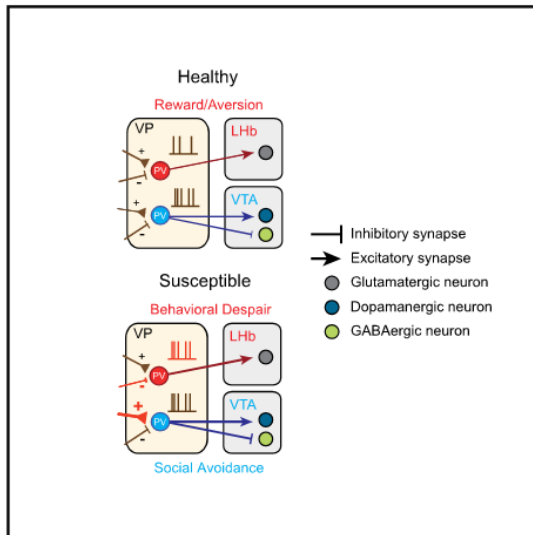 Healthy
Reward/Aversion
VP
LHb
+
PV
-
VTA
+
PV
-
Inhibitory synapse
Excitatory synapse
Glutamatergic neuron
Dopamanergic neuron
GABAergic neuron
Susceptible
Behavioral Despair
VP
LHb
+
PV
-
VTA
+
PV
-
Social Avoidance